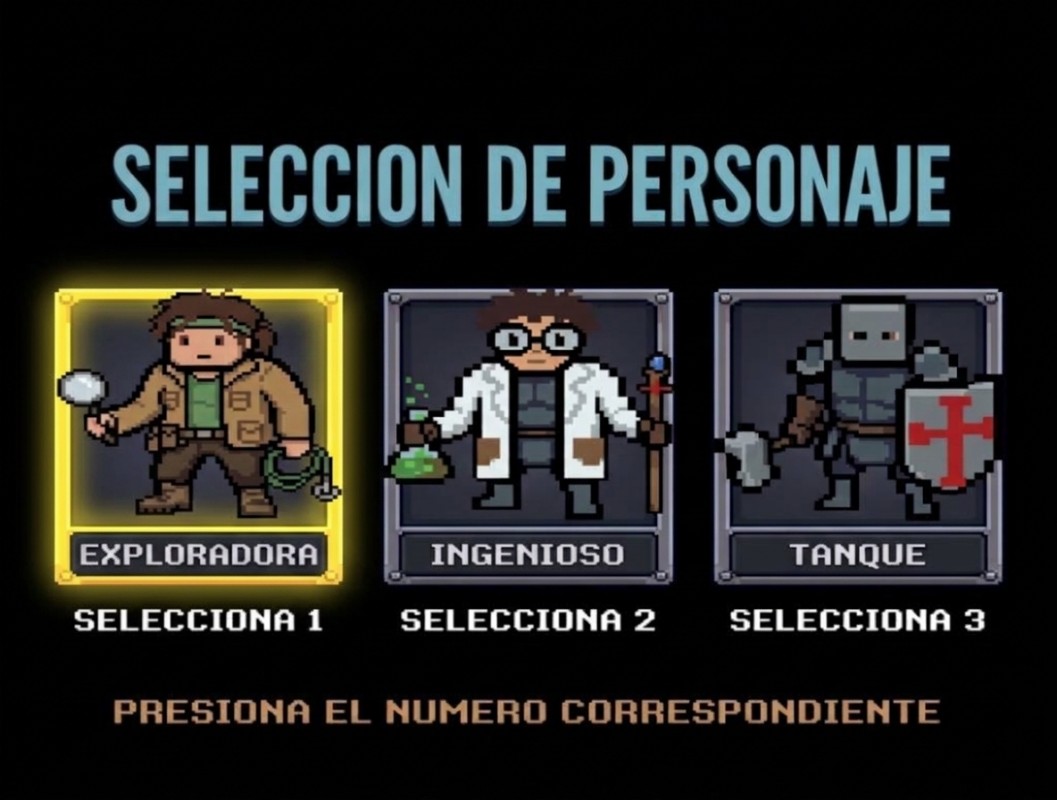 SELECCION DE PERSONAJE
EXPLORADORA
INGENIOSO
TANQUE
SELECCIONA 1
SELECCIONA 2
SELECCIONA 3
PRESIONA EL NUMERO CORRESPONDIENTE